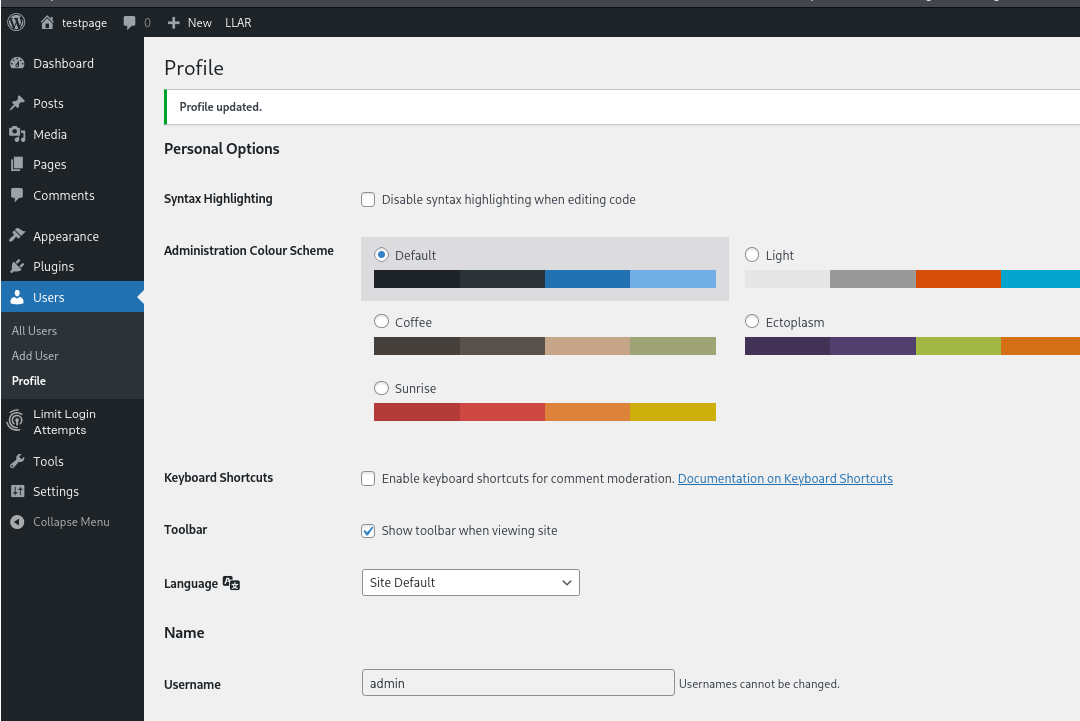 testpage 0 New LLAR
Dashboard
Posts
Media
Pages
Comments
Appearance
Plugins
Users
All Users
Add User
Profile
Limit Login
Attempts
Tools
Settings
Collapse Menu
Profile
Profile updated.
Personal Options
Syntax Highlighting Disable syntax highlighting when editing code
Administration Colour Scheme Default Light
Coffee Ectoplasm
Sunrise
Keyboard Shortcuts Enable keyboard shortcuts for comment moderation. Documentation on Keyboard Shortcuts
Toolbar Show toolbar when viewing site
Language Site Default
Name
Username admin Usernames cannot be changed.